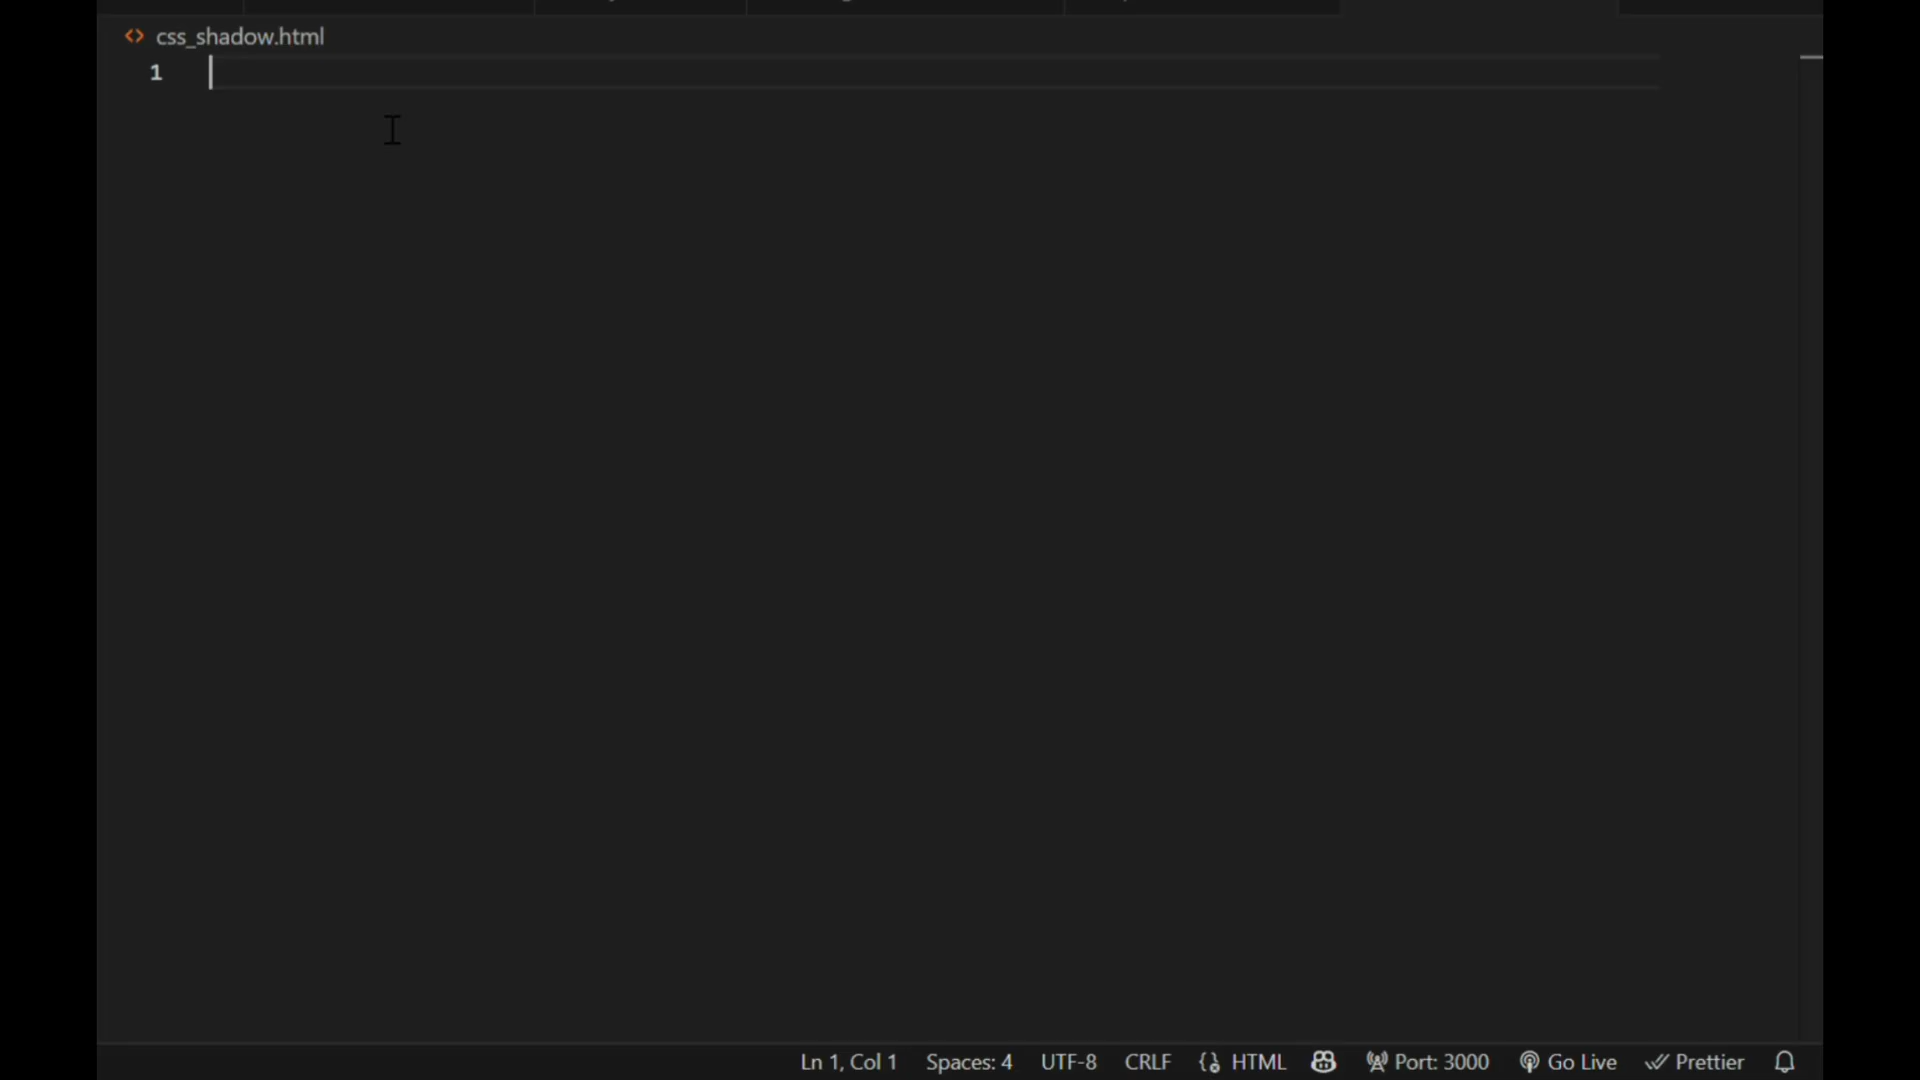 css_shadow.html
1
Ln 1, Col 1 Spaces: 4 UTF-8 CRLF HTML Port: 3000 Go Live Prettier